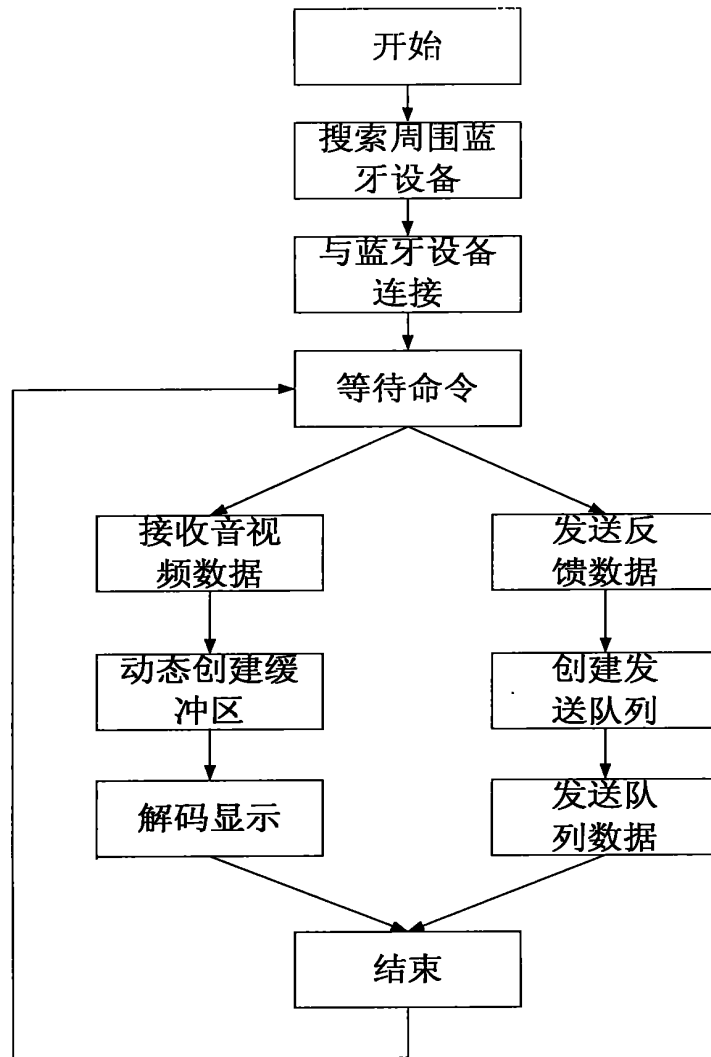 开始
搜索周围蓝
牙设备
与蓝牙设备
连接
等待命令
接收音视
频数据
动态创建缓
冲区
解码显示
发送反
馈数据
创建发
送队列
发送队
列数据
结束